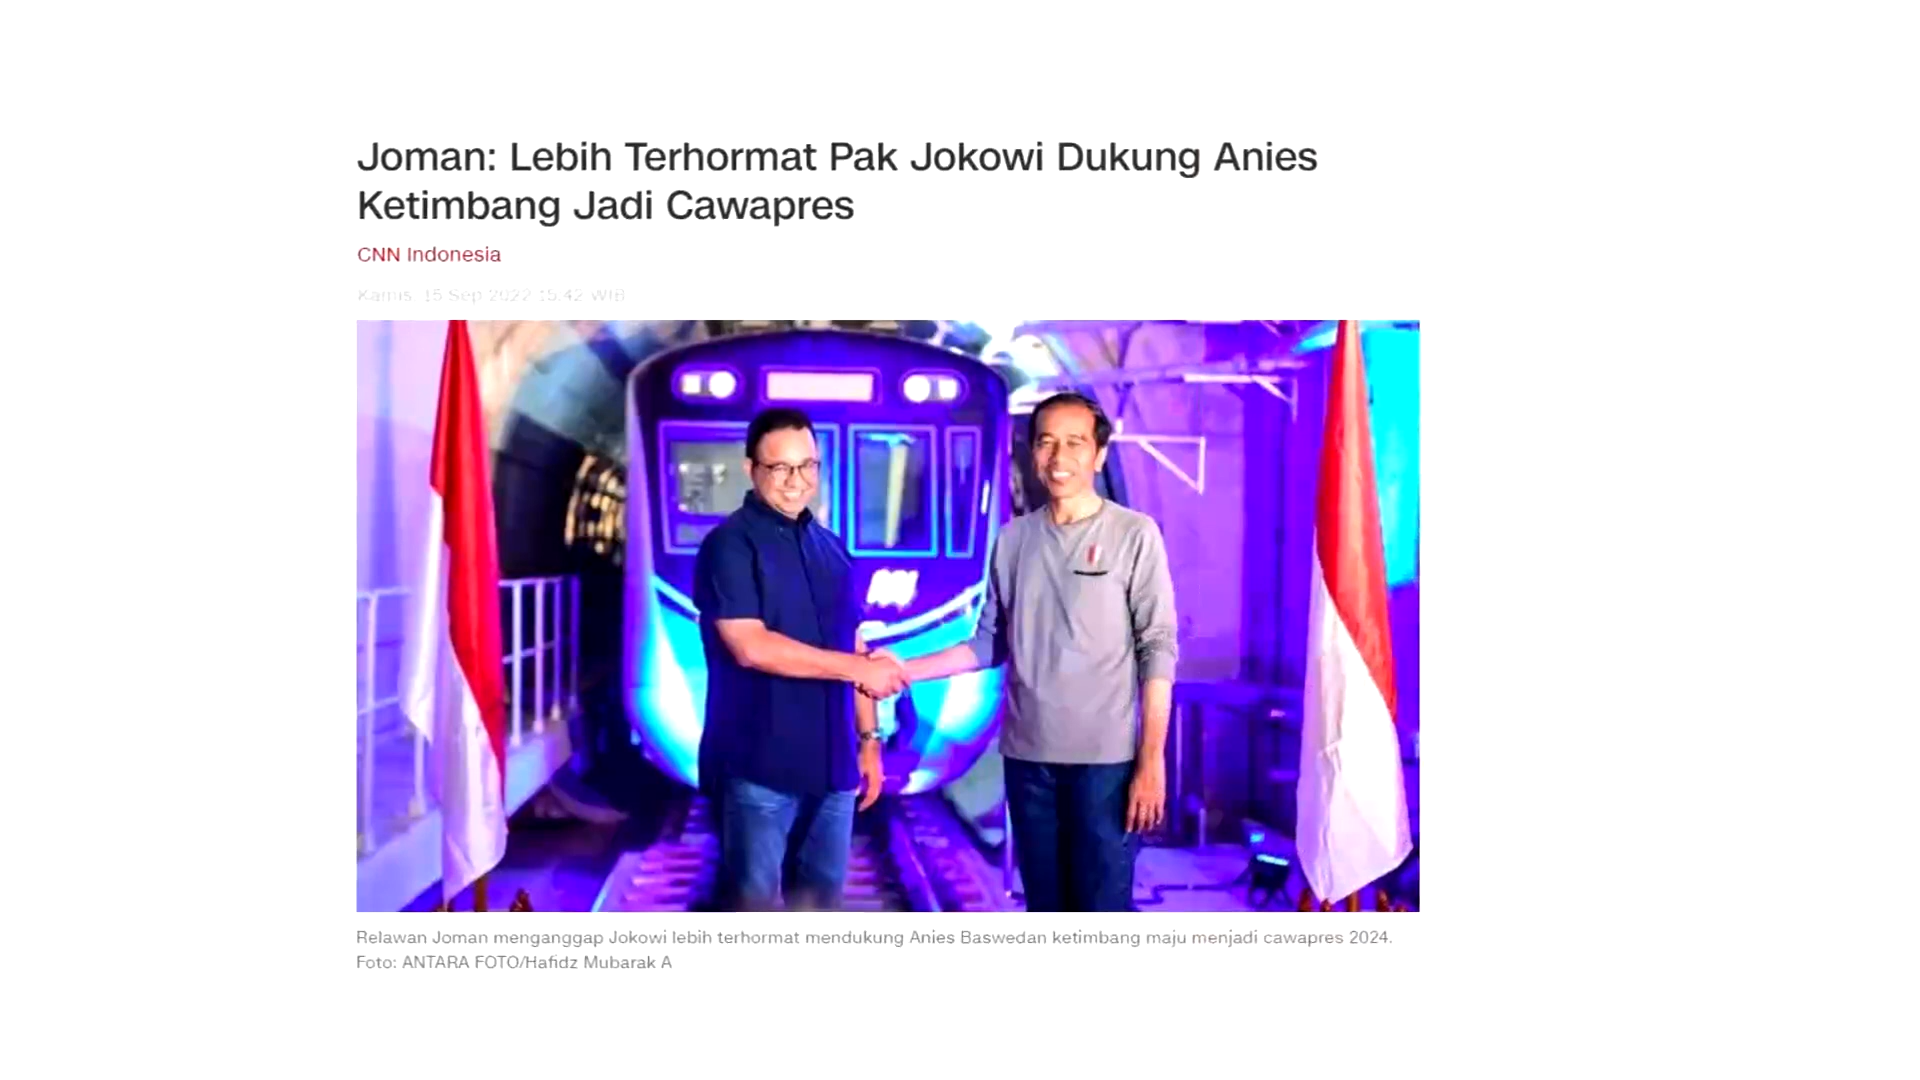 Joman: Lebih Terhormat Pak Jokowi Dukung Anies
Ketimbang Jadi Cawapres
CNN Indonesia
Kamis, 15 Sep 2022 15:42 WIB
Relawan Joman menganggap Jokowi lebih terhormat mendukung Anies Baswedan ketimbang maju menjadi cawapres 2024.
Foto: ANTARA FOTO/Hafidz Mubarak A